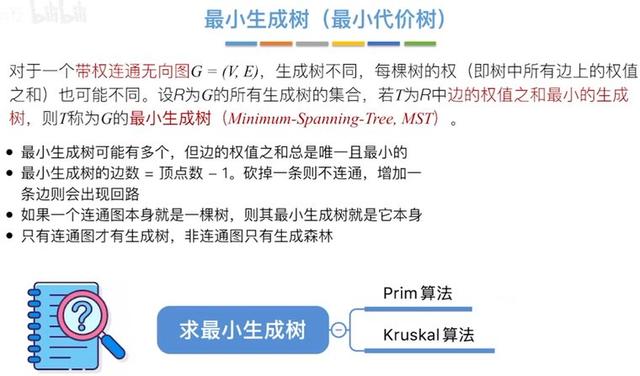 bilibili
最小生成树（最小代价树）
对于一个带权连通无向图G = (V, E)，生成树不同，每棵树的权（即树中所有边上的权值
之和）也可能不同。设R为G的所有生成树的集合，若T为R中边的权值之和最小的生成
树，则T称为G的最小生成树（Minimum-Spanning-Tree, MST）。
• 最小生成树可能有多个，但边的权值之和总是唯一且最小的
• 最小生成树的边数 = 顶点数 − 1。砍掉一条则不连通，增加一
条边则会出现回路
• 如果一个连通图本身就是一棵树，则其最小生成树就是它本身
• 只有连通图才有生成树，非连通图只有生成森林
Prim 算法
求最小生成树
Kruskal 算法